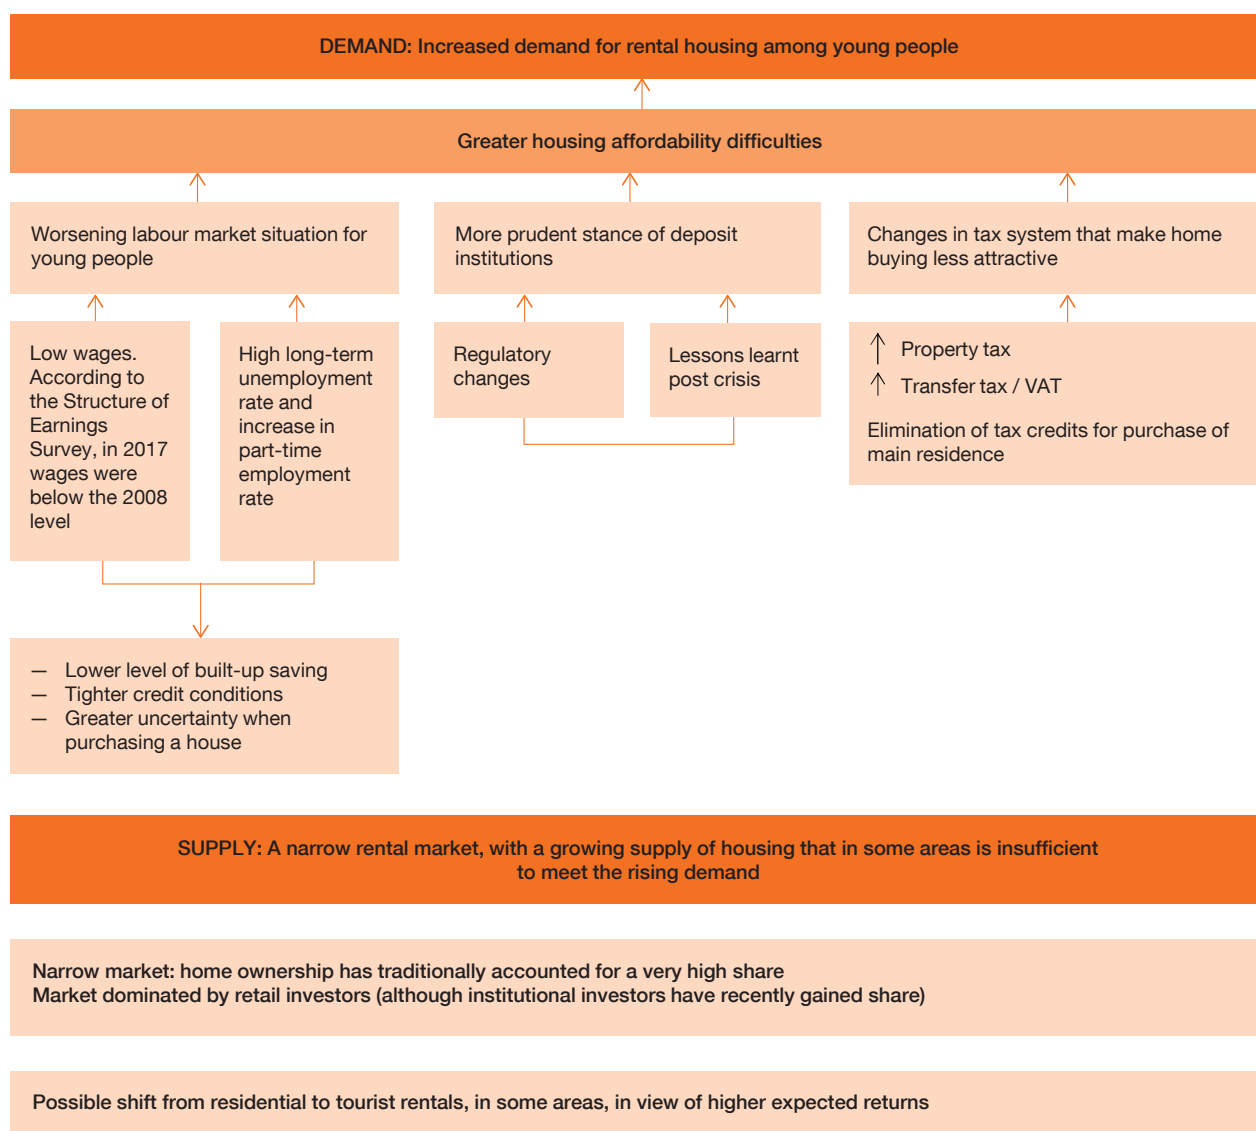 DEMAND: Increased demand for rental housing among young people
Greater housing affordability difficulties
Worsening labour market situation for
young people
More prudent stance of deposit
institutions
Changes in tax system that make home
buying less attractive
Low wages.
According to
the Structure of
Earnings
Survey, in 2017
wages were
below the 2008
level
High long-term
unemployment
rate and
increase in
part-time
employment
rate
Regulatory
changes
Lessons learnt
post crisis
↑ Property tax
↑ Transfer tax / VAT
Elimination of tax credits for purchase of
main residence
— Lower level of built-up saving
— Tighter credit conditions
— Greater uncertainty when
purchasing a house
SUPPLY: A narrow rental market, with a growing supply of housing that in some areas is insufficient
to meet the rising demand
Narrow market: home ownership has traditionally accounted for a very high share
Market dominated by retail investors (although institutional investors have recently gained share)
Possible shift from residential to tourist rentals, in some areas, in view of higher expected returns